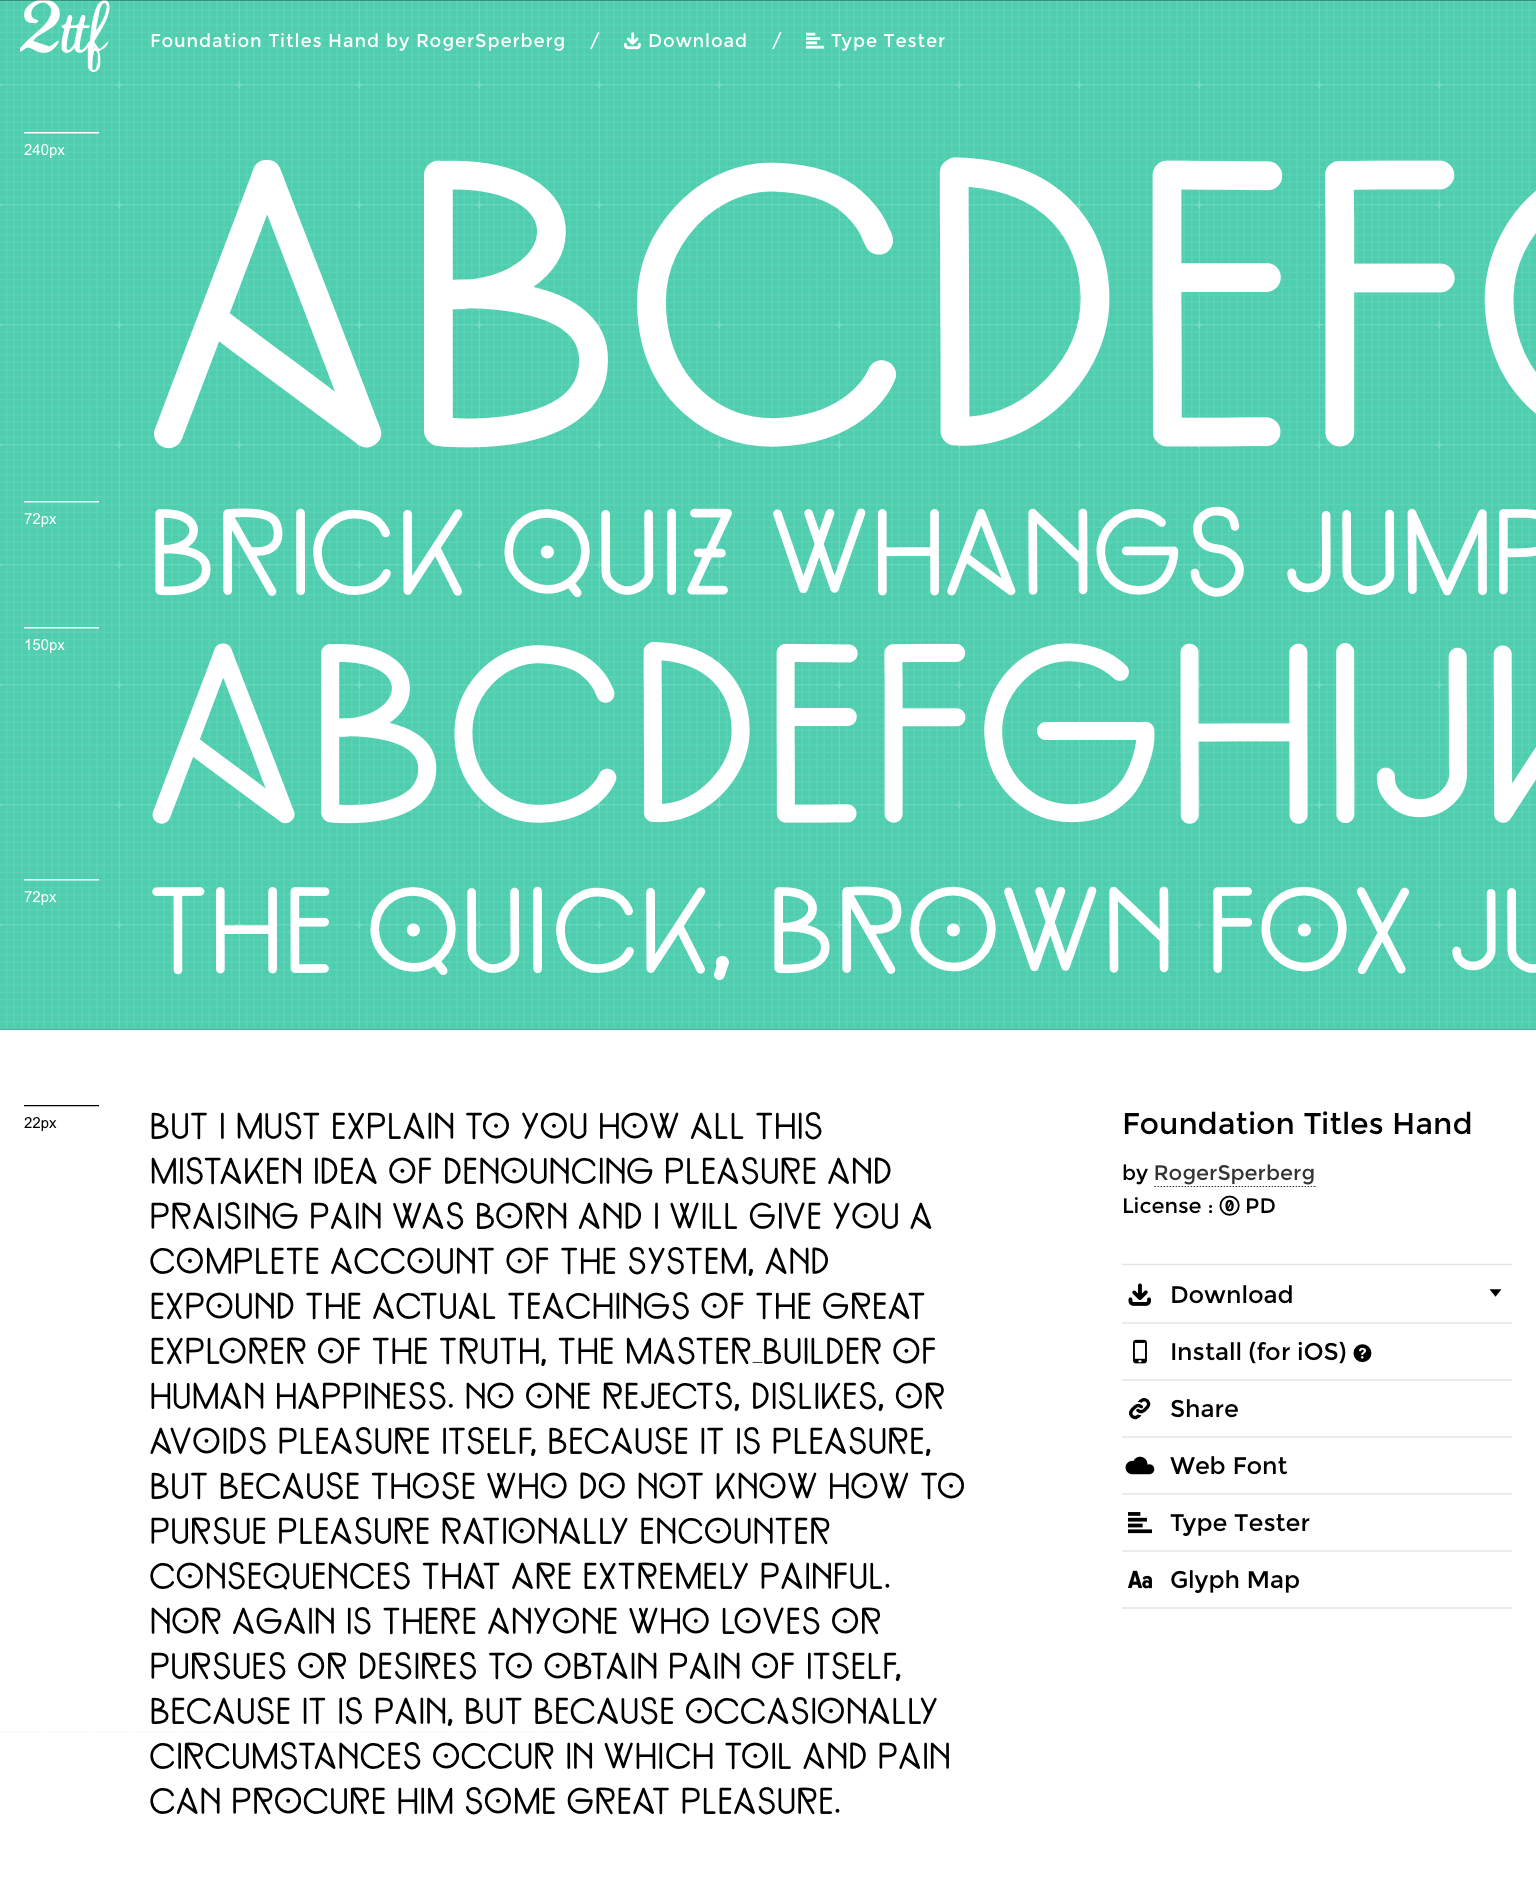 2ttf
Foundation Titles Hand by RogerSperberg / Download / Type Tester
240px
ABCDEF
72px
BRICK QUIZ WHANGS JUMP
150px
ABCDEFGHIJK
72px
THE QUICK, BROWN FOX JU
22px
BUT I MUST EXPLAIN TO YOU HOW ALL THIS
MISTAKEN IDEA OF DENOUNCING PLEASURE AND
PRAISING PAIN WAS BORN AND I WILL GIVE YOU A
COMPLETE ACCOUNT OF THE SYSTEM, AND
EXPOUND THE ACTUAL TEACHINGS OF THE GREAT
EXPLORER OF THE TRUTH, THE MASTER_BUILDER OF
HUMAN HAPPINESS. NO ONE REJECTS, DISLIKES, OR
AVOIDS PLEASURE ITSELF, BECAUSE IT IS PLEASURE,
BUT BECAUSE THOSE WHO DO NOT KNOW HOW TO
PURSUE PLEASURE RATIONALLY ENCOUNTER
CONSEQUENCES THAT ARE EXTREMELY PAINFUL.
NOR AGAIN IS THERE ANYONE WHO LOVES OR
PURSUES OR DESIRES TO OBTAIN PAIN OF ITSELF,
BECAUSE IT IS PAIN, BUT BECAUSE OCCASIONALLY
CIRCUMSTANCES OCCUR IN WHICH TOIL AND PAIN
CAN PROCURE HIM SOME GREAT PLEASURE.
Foundation Titles Hand
by RogerSperberg
License : PD
Download
Install (for iOS)
Share
Web Font
Type Tester
Aa Glyph Map